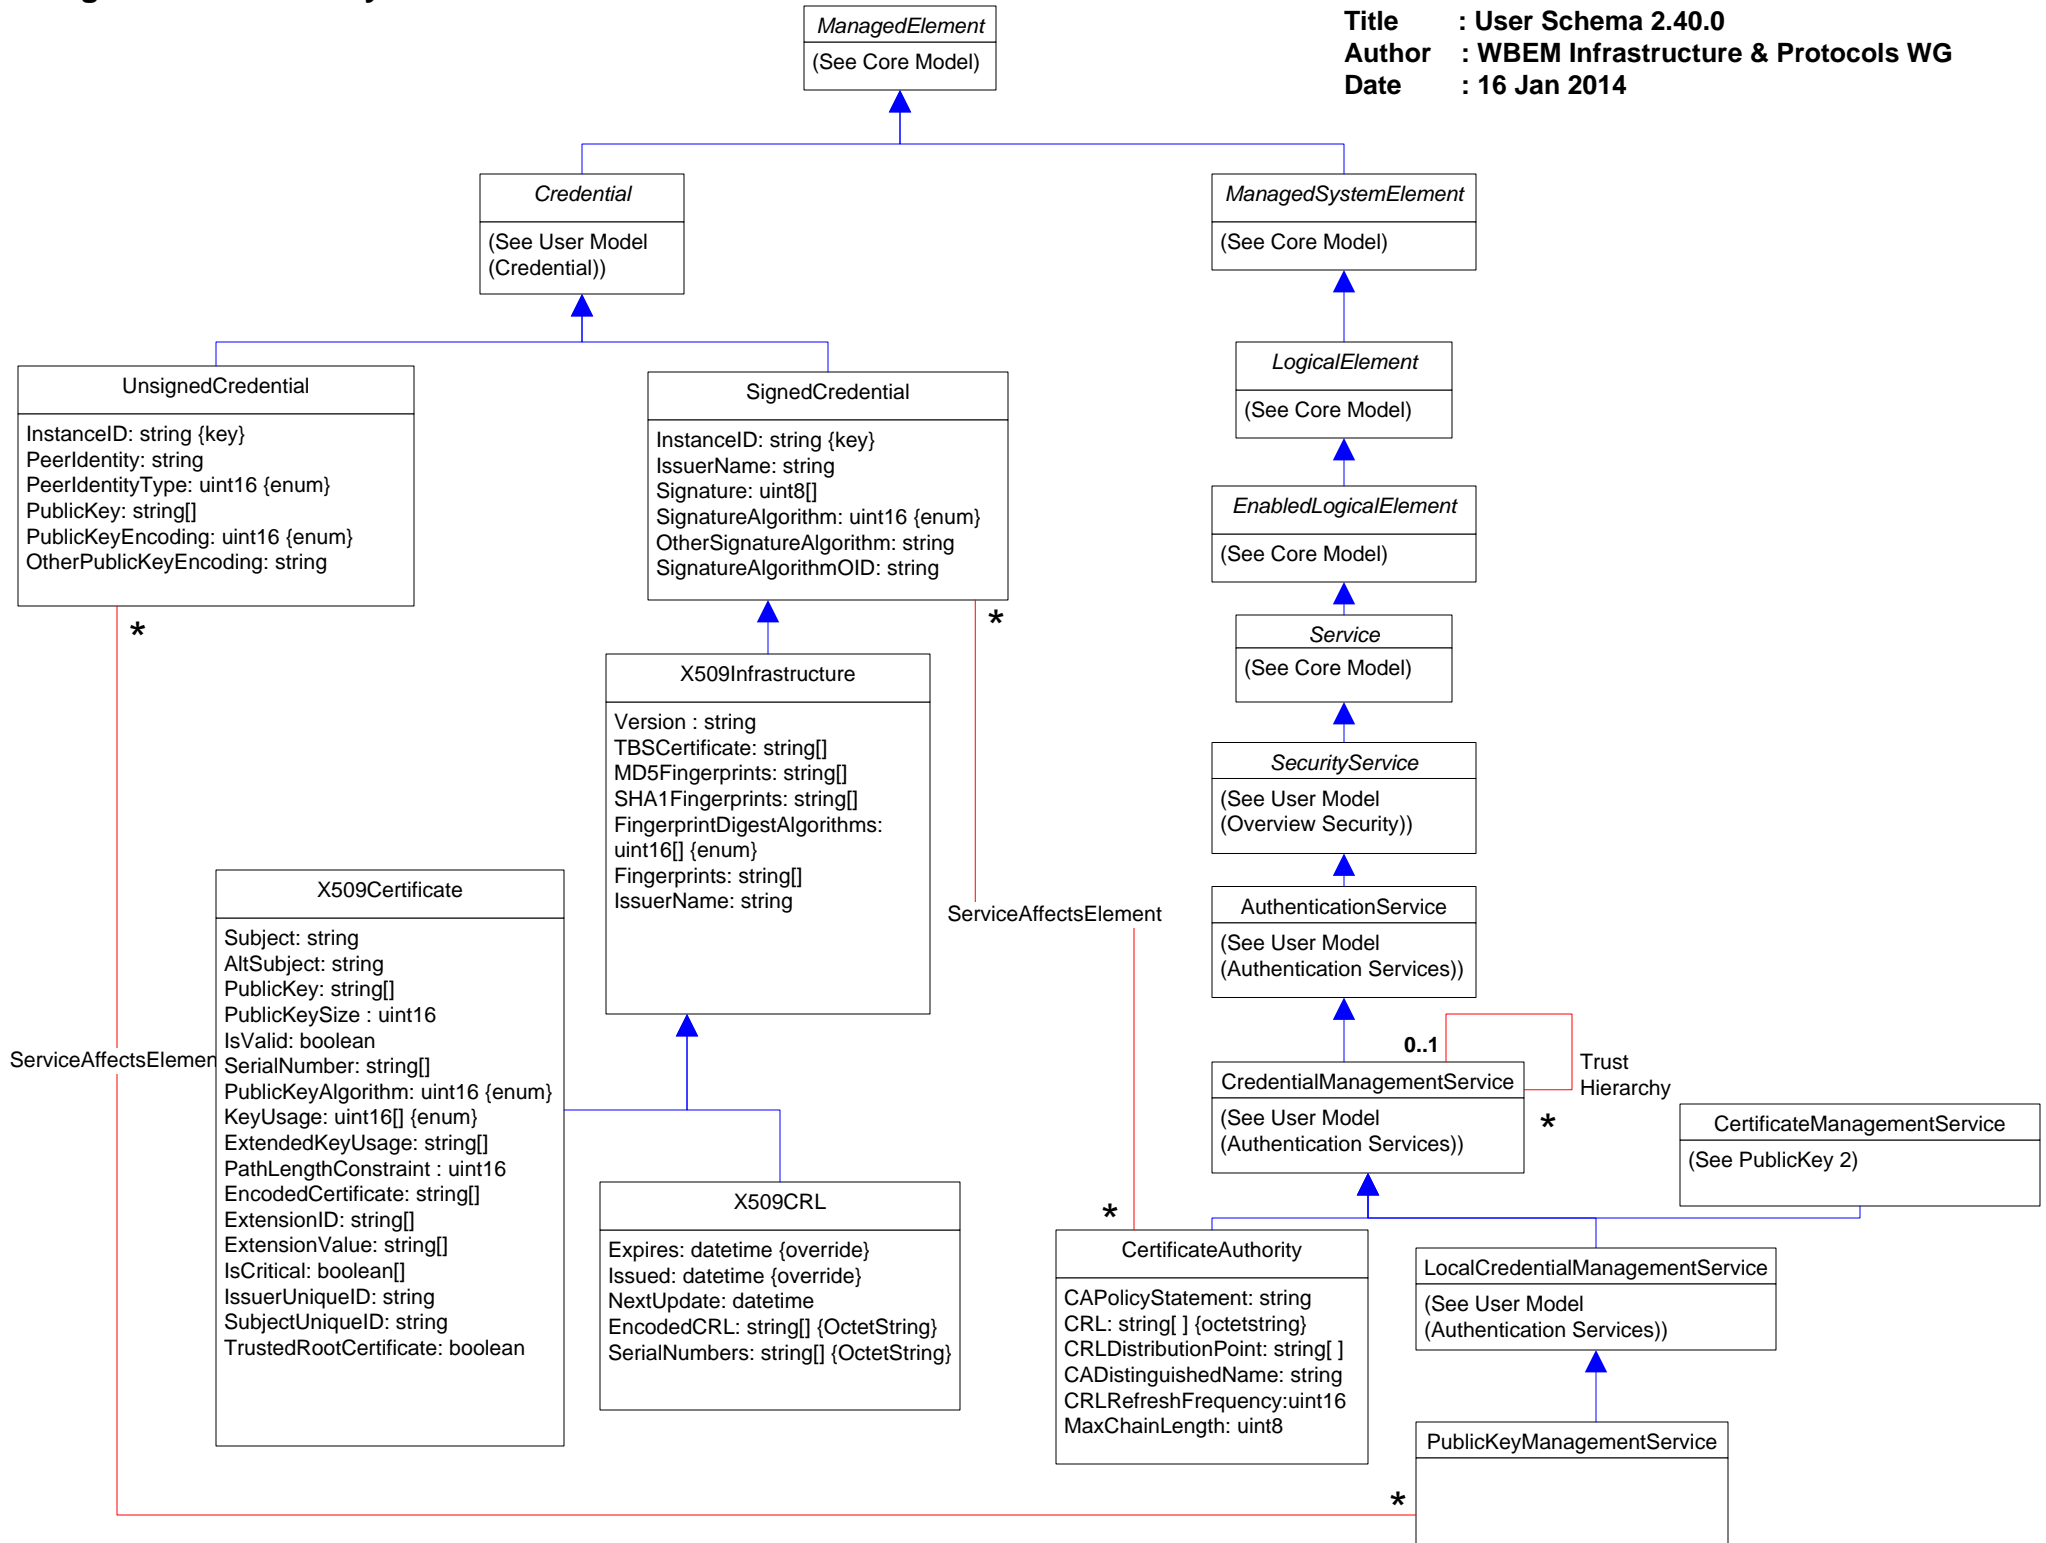 Title : User Schema 2.40.0
Author : WBEM Infrastructure & Protocols WG
Date : 16 Jan 2014
ManagedElement
(See Core Model)
Credential
(See User Model
(Credential))
ManagedSystemElement
(See Core Model)
LogicalElement
(See Core Model)
EnabledLogicalElement
(See Core Model)
Service
(See Core Model)
SecurityService
(See User Model
(Overview Security))
AuthenticationService
(See User Model
(Authentication Services))
UnsignedCredential
InstanceID: string {key}
PeerIdentity: string
PeerIdentityType: uint16 {enum}
PublicKey: string[]
PublicKeyEncoding: uint16 {enum}
OtherPublicKeyEncoding: string
*
SignedCredential
InstanceID: string {key}
IssuerName: string
Signature: uint8[]
SignatureAlgorithm: uint16 {enum}
OtherSignatureAlgorithm: string
SignatureAlgorithmOID: string
*
X509Infrastructure
Version : string
TBSCertificate: string[]
MD5Fingerprints: string[]
SHA1Fingerprints: string[]
FingerprintDigestAlgorithms:
uint16[] {enum}
Fingerprints: string[]
IssuerName: string
ServiceAffectsElement
ServiceAffectsElemen
X509Certificate
Subject: string
AltSubject: string
PublicKey: string[]
PublicKeySize : uint16
IsValid: boolean
SerialNumber: string[]
PublicKeyAlgorithm: uint16 {enum}
KeyUsage: uint16[] {enum}
ExtendedKeyUsage: string[]
PathLengthConstraint : uint16
EncodedCertificate: string[]
ExtensionID: string[]
ExtensionValue: string[]
IsCritical: boolean[]
IssuerUniqueID: string
SubjectUniqueID: string
TrustedRootCertificate: boolean
X509CRL
Expires: datetime {override}
Issued: datetime {override}
NextUpdate: datetime
EncodedCRL: string[] {OctetString}
SerialNumbers: string[] {OctetString}
0..1
Trust
Hierarchy
CredentialManagementService
(See User Model
(Authentication Services))
*
CertificateManagementService
(See PublicKey 2)
*
CertificateAuthority
CAPolicyStatement: string
CRL: string[ ] {octetstring}
CRLDistributionPoint: string[ ]
CADistinguishedName: string
CRLRefreshFrequency:uint16
MaxChainLength: uint8
LocalCredentialManagementService
(See User Model
(Authentication Services))
PublicKeyManagementService
*